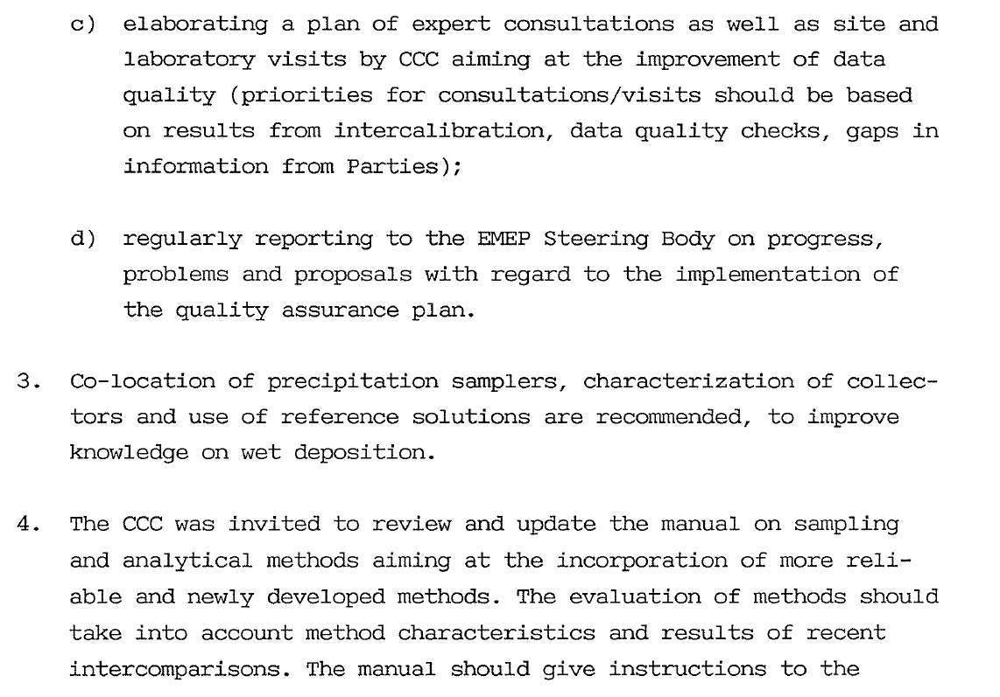 c) elaborating a plan of expert consultations as well as site and
laboratory visits by CCC aiming at the improvement of data
quality (priorities for consultations/visits should be based
on results from intercalibration, data quality checks, gaps in
information from Parties);
d) regularly reporting to the EMEP Steering Body on progress,
problems and proposals with regard to the implementation of
the quality assurance plan.
3. Co-location of precipitation samplers, characterization of collec-
tors and use of reference solutions are recommended, to improve
knowledge on wet deposition.
4. The CCC was invited to review and update the manual on sampling
and analytical methods aiming at the incorporation of more reli-
able and newly developed methods. The evaluation of methods should
take into account method characteristics and results of recent
intercomparisons. The manual should give instructions to the